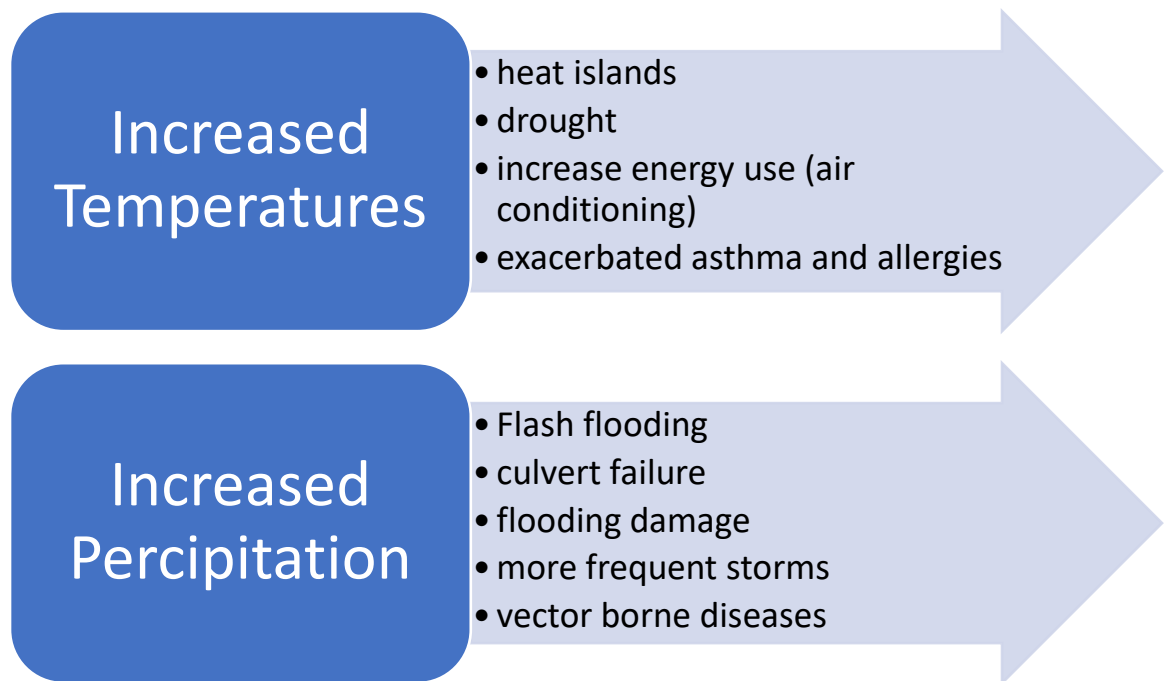 Increased
Temperatures
• heat islands
• drought
• increase energy use (air
conditioning)
• exacerbated asthma and allergies
Increased
Percipitation
• Flash flooding
• culvert failure
• flooding damage
• more frequent storms
• vector borne diseases